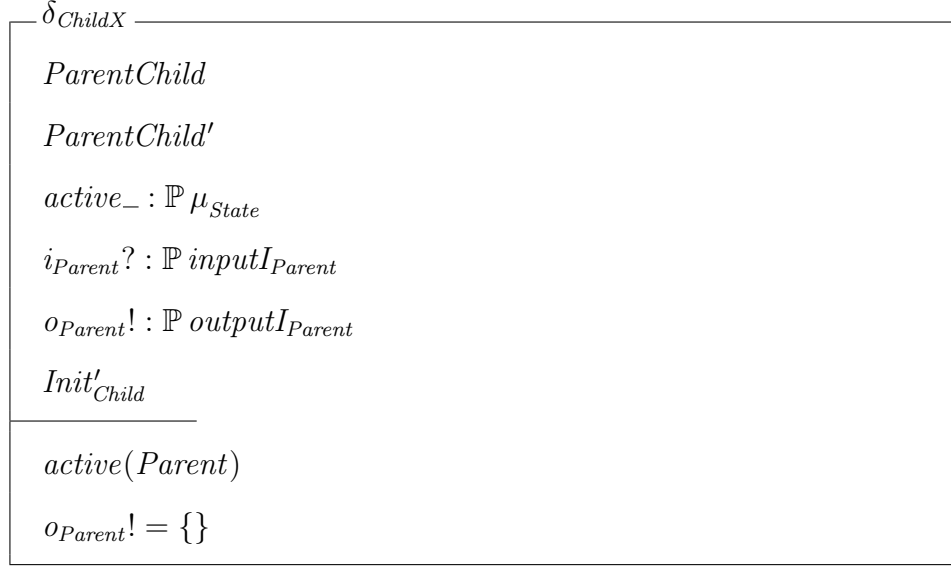 δ_ChildX
ParentChild
ParentChild′
active_ : ℙ μ_State
i_Parent? : ℙ inputI_Parent
o_Parent! : ℙ outputI_Parent
Init′_Child
active(Parent)
o_Parent! = {}